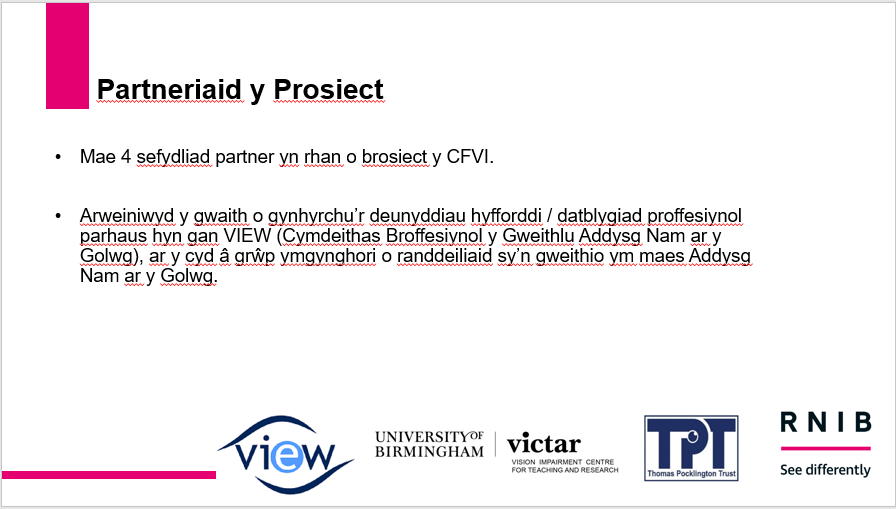 Partneriaid y Prosiect
• Mae 4 sefydliad partner yn rhan o brosiect y CFVI.
• Arweiniwyd y gwaith o gynhyrchu’r deunyddiau hyfforddi / datblygiad proffesiynol
parhaus hyn gan VIEW (Cymdeithas Broffesiynol y Gweithlu Addysg Nam ar y
Golwg), ar y cyd â grŵp ymgynghori o randdeiliaid sy’n gweithio ym maes Addysg
Nam ar y Golwg.
view
UNIVERSITY OF
BIRMINGHAM
victar
VISION IMPAIRMENT CENTRE
FOR TEACHING AND RESEARCH
TPT
Thomas Pocklington Trust
RNIB
See differently